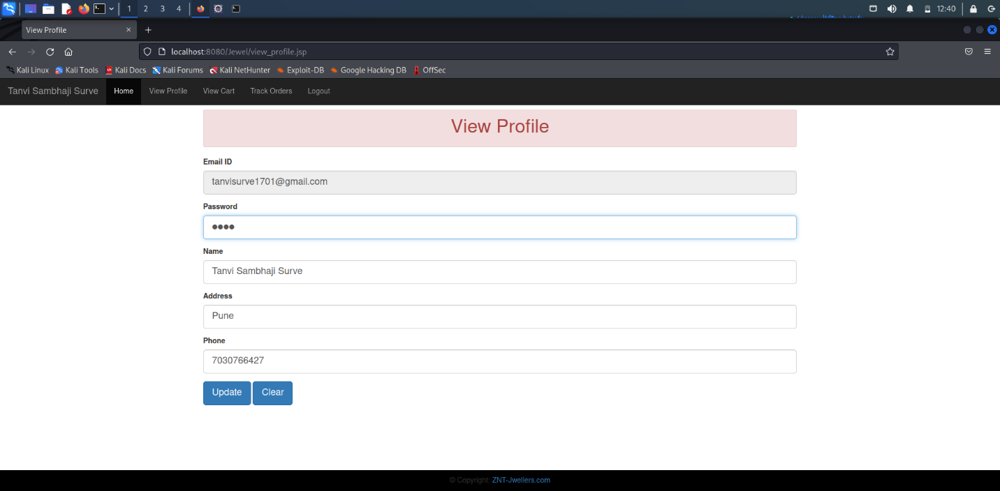 1 2 3 4 12:40
View Profile
localhost:8080/Jewel/view_profile.jsp
Kali Linux Kali Tools Kali Docs Kali Forums Kali NetHunter Exploit-DB Google Hacking DB OffSec
Tanvi Sambhaji Surve Home View Profile View Cart Track Orders Logout
View Profile
Email ID
tanvisurve1701@gmail.com
Password
●●●●
Name
Tanvi Sambhaji Surve
Address
Pune
Phone
7030766427
Update Clear
© Copyright: ZNT-Jwellers.com